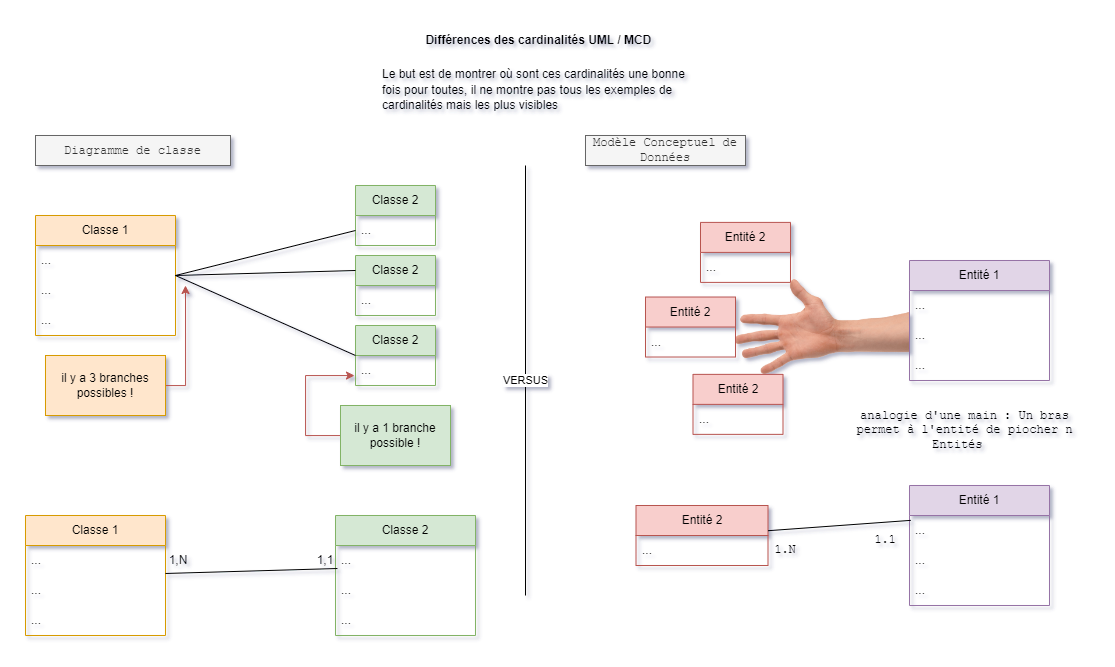 Différences des cardinalités UML / MCD
Le but est de montrer où sont ces cardinalités une bonne
fois pour toutes, il ne montre pas tous les exemples de
cardinalités mais les plus visibles
Diagramme de classe
Classe 1
...
...
...
Classe 2
...
Classe 2
...
Classe 2
...
il y a 3 branches
possibles !
il y a 1 branche
possible !
Classe 1
...
...
...
1,N
1,1
Classe 2
...
...
...
VERSUS
Modèle Conceptuel de
Données
Entité 2
...
Entité 2
...
Entité 2
...
Entité 1
...
...
...
analogie d'une main : Un bras
permet à l'entité de piocher n
Entités
Entité 2
...
1.N
1.1
Entité 1
...
...
...